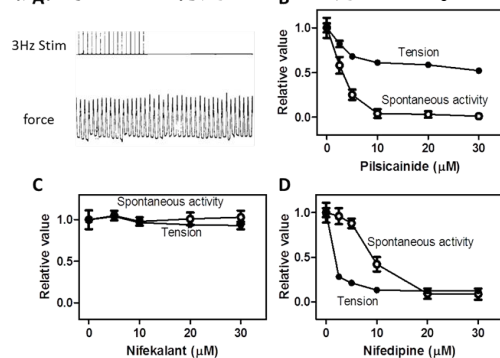 B
3Hz Stim
force
Relative value
1.0
0.5
0.0
Tension
Spontaneous activity
0 10 20 30
Pilsicainide (μM)
C
Relative value
1.0
0.5
0.0
Spontaneous activity
Tension
0 10 20 30
Nifekalant (μM)
D
Relative value
1.0
0.5
0.0
Spontaneous activity
Tension
0 10 20 30
Nifedipine (μM)